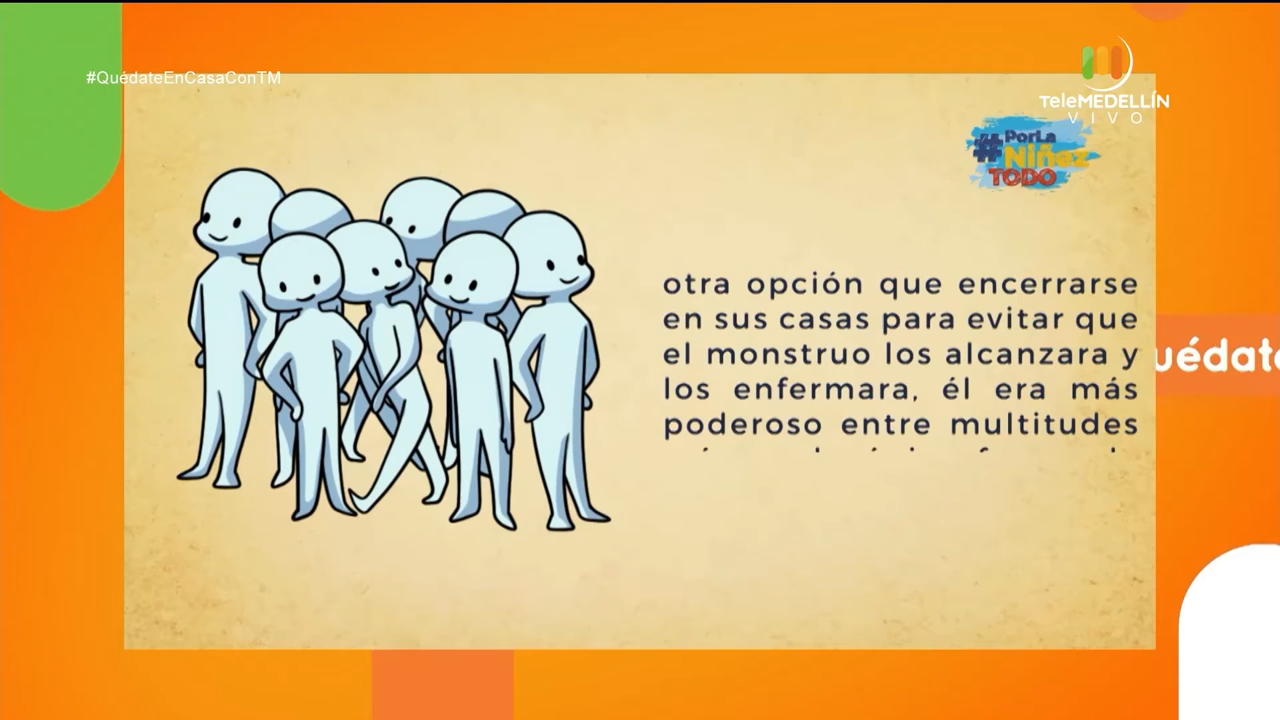 #QuédateEnCasaConTM
TeleMEDELLÍN
VIVO
#PorLa
Niñez
TODO
otra opción que encerrarse
en sus casas para evitar que
el monstruo los alcanzara y
los enfermara, él era más
poderoso entre multitudes
uédate